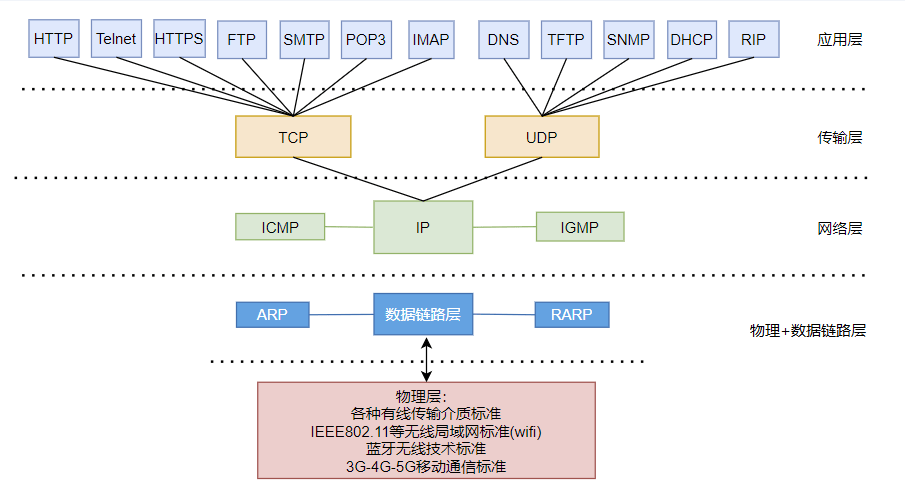 HTTP Telnet HTTPS FTP SMTP POP3 IMAP DNS TFTP SNMP DHCP RIP 应用层
TCP UDP 传输层
ICMP IP IGMP 网络层
ARP 数据链路层 RARP
物理+数据链路层
物理层：
各种有线传输介质标准
IEEE802.11等无线局域网标准(wifi)
蓝牙无线技术标准
3G-4G-5G移动通信标准